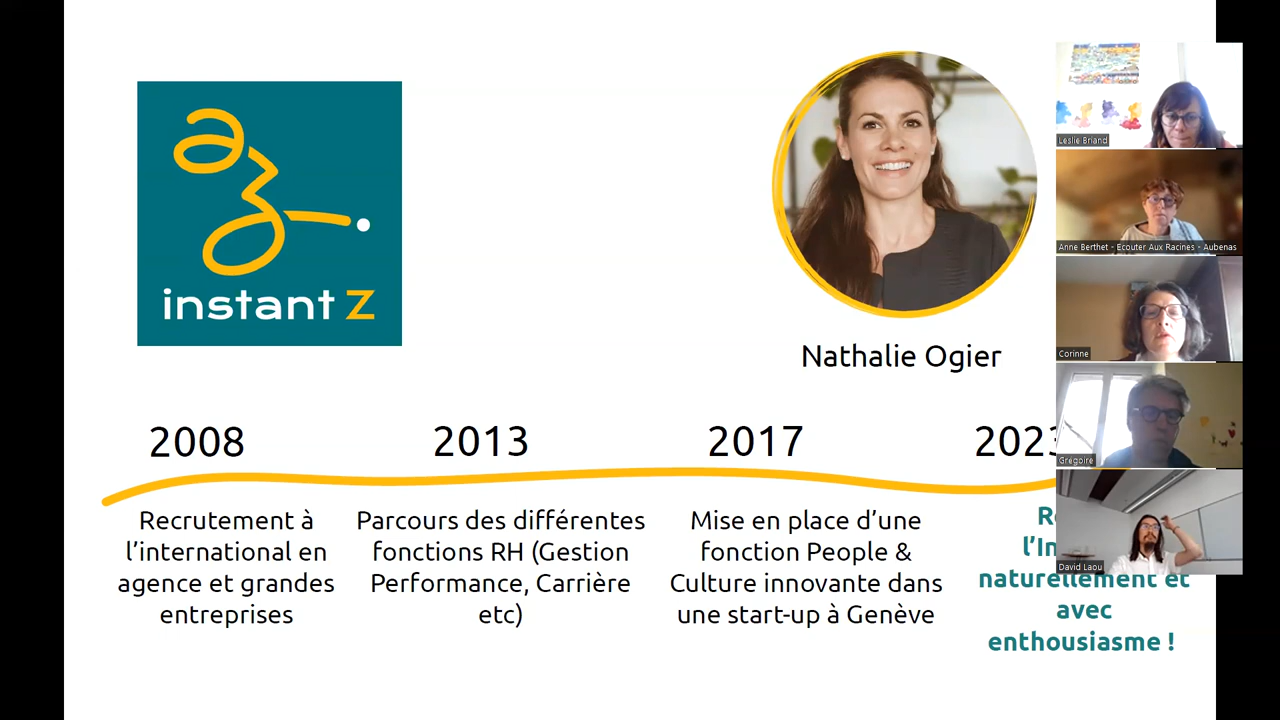 az.
instant Z
Nathalie Ogier
2008
Recrutement à
l'international en
agence et grandes
entreprises
2013
Parcours des différentes
fonctions RH (Gestion
Performance, Carrière
etc)
2017
Mise en place d'une
fonction People &
Culture innovante dans
une start-up à Genève
2023
naturellement et
avec
enthousiasme !
Leslie Briand
Anne Berthet - Ecouter Aux Racines - Aubenas
Corinne
Grégoire
David Laou